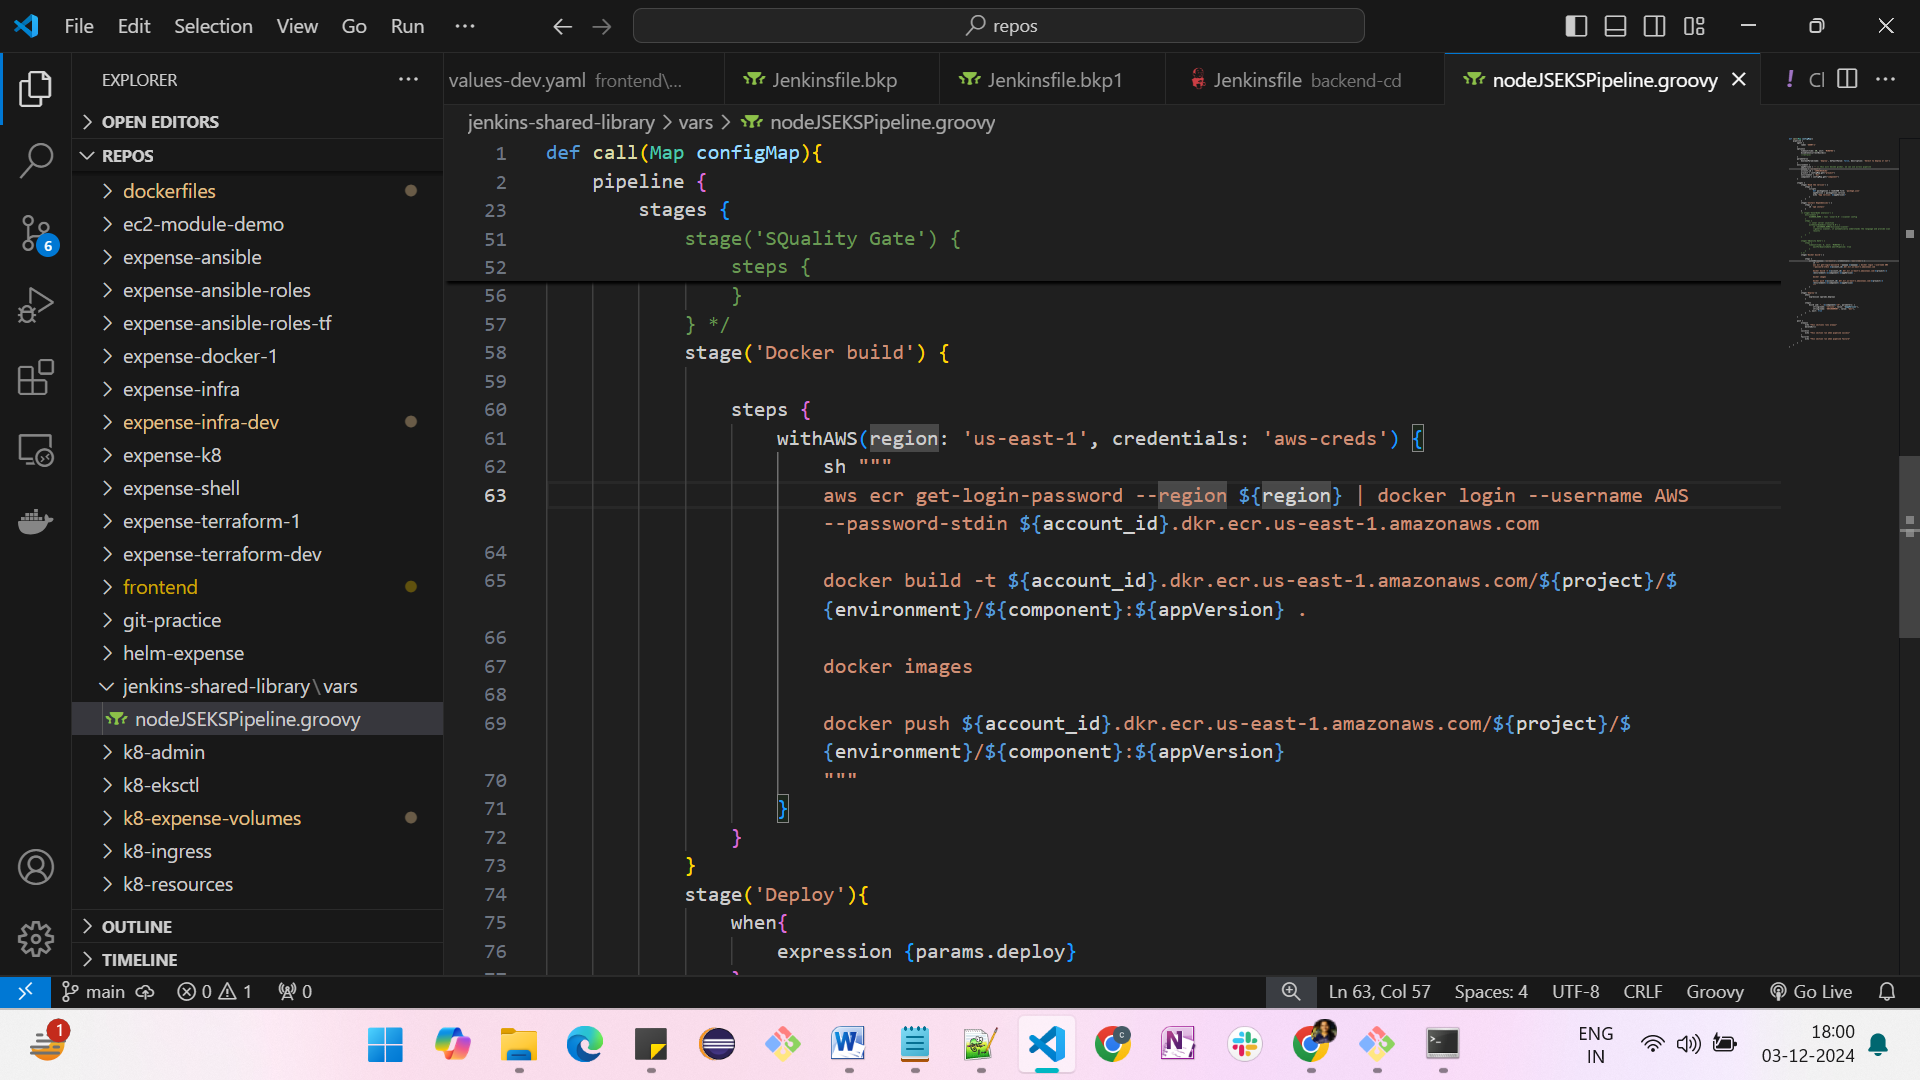 File Edit Selection View Go Run ···
repos
EXPLORER
OPEN EDITORS
REPOS
dockerfiles
ec2-module-demo
expense-ansible
expense-ansible-roles
expense-ansible-roles-tf
expense-docker-1
expense-infra
expense-infra-dev
expense-k8
expense-shell
expense-terraform-1
expense-terraform-dev
frontend
git-practice
helm-expense
jenkins-shared-library\vars
nodeJSEKSPipeline.groovy
k8-admin
k8-eksctl
k8-expense-volumes
k8-ingress
k8-resources
OUTLINE
TIMELINE
6
values-dev.yaml frontend\... Jenkinsfile.bkp Jenkinsfile.bkp1 Jenkinsfile backend-cd nodeJSEKSPipeline.groovy ! Cl
jenkins-shared-library > vars > nodeJSEKSPipeline.groovy
1 def call(Map configMap){
2 pipeline {
23 stages {
51 stage('SQuality Gate') {
52 steps {
56 }
57 } */
58 stage('Docker build') {
59
60 steps {
61 withAWS(region: 'us-east-1', credentials: 'aws-creds') {
62 sh """
63 aws ecr get-login-password --region ${region} | docker login --username AWS
--password-stdin ${account_id}.dkr.ecr.us-east-1.amazonaws.com
64
65 docker build -t ${account_id}.dkr.ecr.us-east-1.amazonaws.com/${project}/$
{environment}/${component}:${appVersion} .
66
67 docker images
68
69 docker push ${account_id}.dkr.ecr.us-east-1.amazonaws.com/${project}/$
{environment}/${component}:${appVersion}
70 """
71 }
72 }
73 }
74 stage('Deploy'){
75 when{
76 expression {params.deploy}
main 0 1 0 Ln 63, Col 57 Spaces: 4 UTF-8 CRLF Groovy Go Live
1
ENG
IN
18:00
03-12-2024